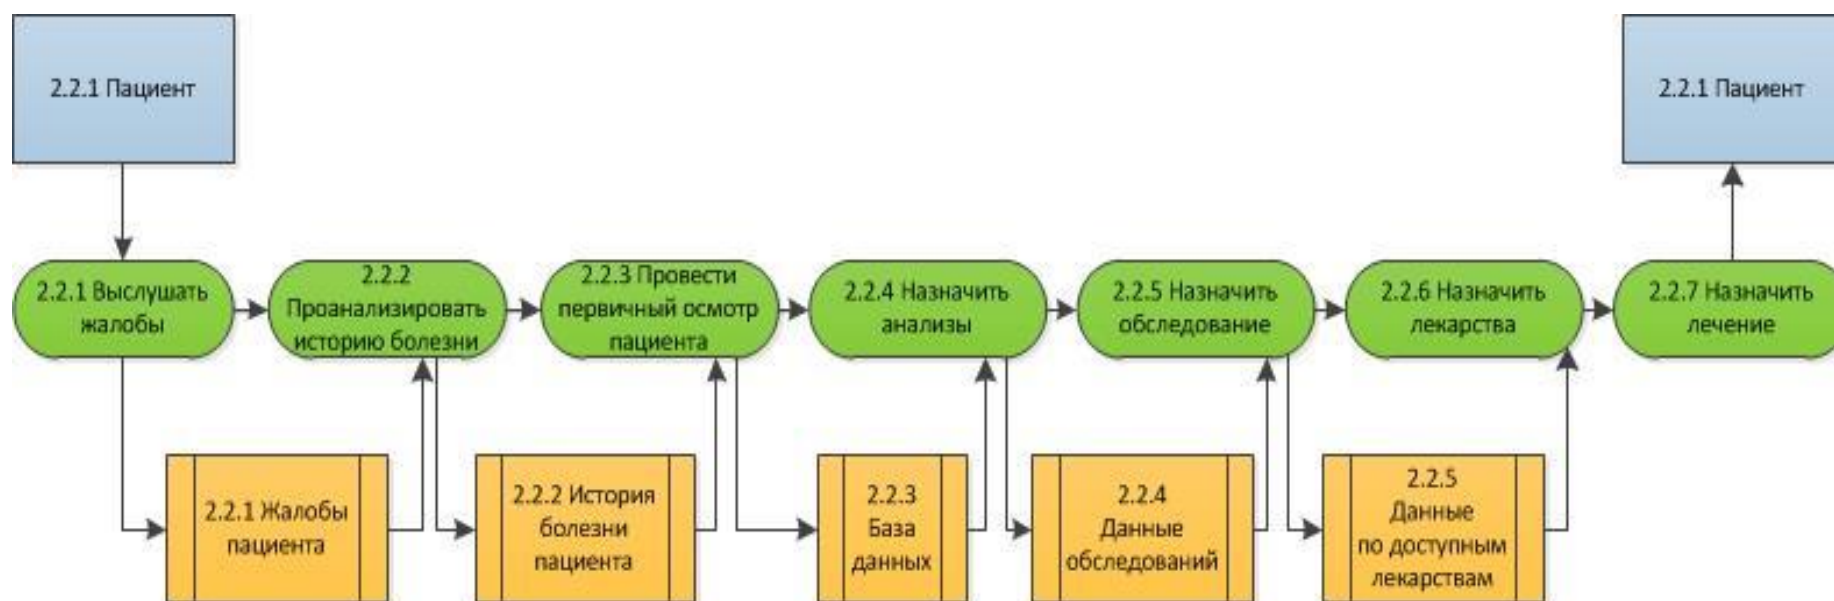 2.2.1 Пациент
2.2.1 Пациент
2.2.1 Выслушать
жалобы
2.2.2
Проанализировать
историю болезни
2.2.3 Провести
первичный осмотр
пациента
2.2.4 Назначить
анализы
2.2.5 Назначить
обследование
2.2.6 Назначить
лекарства
2.2.7 Назначить
лечение
2.2.1 Жалобы
пациента
2.2.2 История
болезни
пациента
2.2.3
База
данных
2.2.4
Данные
обследований
2.2.5
Данные
по доступным
лекарствам